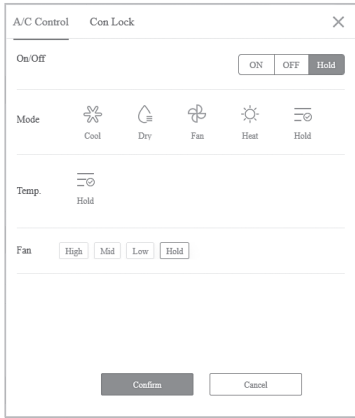 A/C Control Con Lock
On/Off ON OFF Hold
Mode Cool Dry Fan Heat Hold
Temp. Hold
Fan High Mid Low Hold
Confirm Cancel